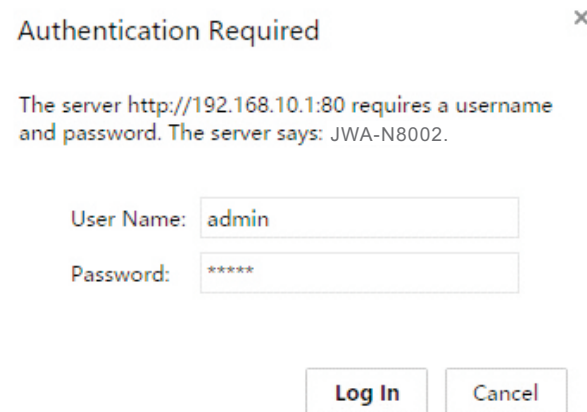 Authentication Required
The server http://192.168.10.1:80 requires a username
and password. The server says: JWA-N8002.
User Name: admin
Password: *****
Log In Cancel